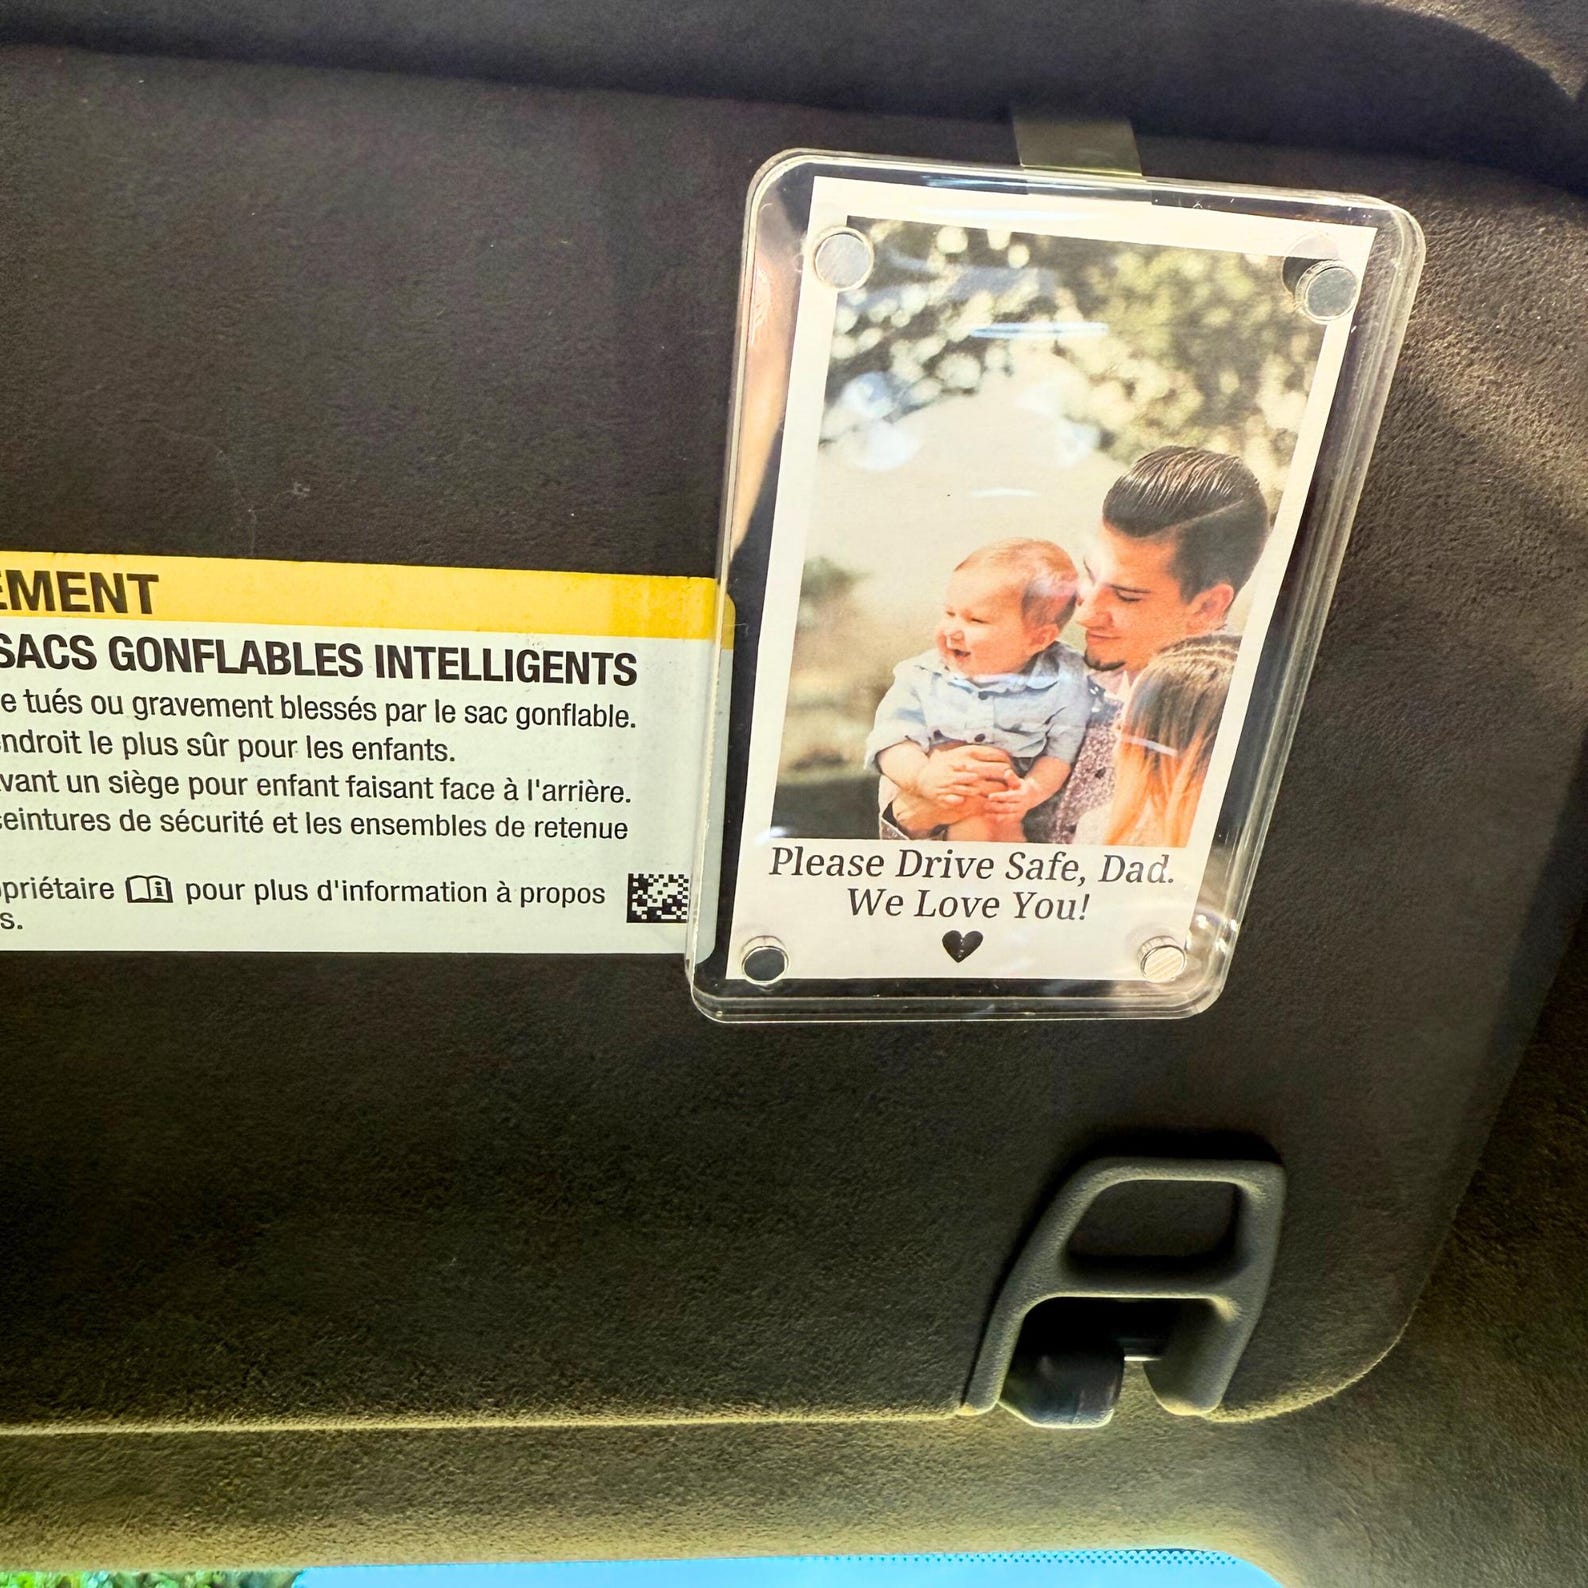 EMENT
SACS GONFLABLES INTELLIGENTS
e tués ou gravement blessés par le sac gonflable.
ndroit le plus sûr pour les enfants.
vant un siège pour enfant faisant face à l'arrière.
ceintures de sécurité et les ensembles de retenue
priétaire pour plus d'information à propos
s.
Please Drive Safe, Dad.
We Love You!